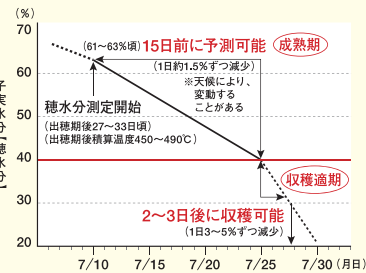 (%)
70
60
50
40
30
20
子実水分【穂水分】
(61〜63%頃)
15日前に予測可能
成熟期
(1日約1.5%ずつ減少)
※天候により、
変動する
ことがある
穂水分測定開始
(出穂期後27〜33日頃)
(出穂期後積算温度450〜490℃)
収穫適期
2〜3日後に収穫可能
(1日3〜5%ずつ減少)
7/10
7/15
7/20
7/25
7/30
(月日)